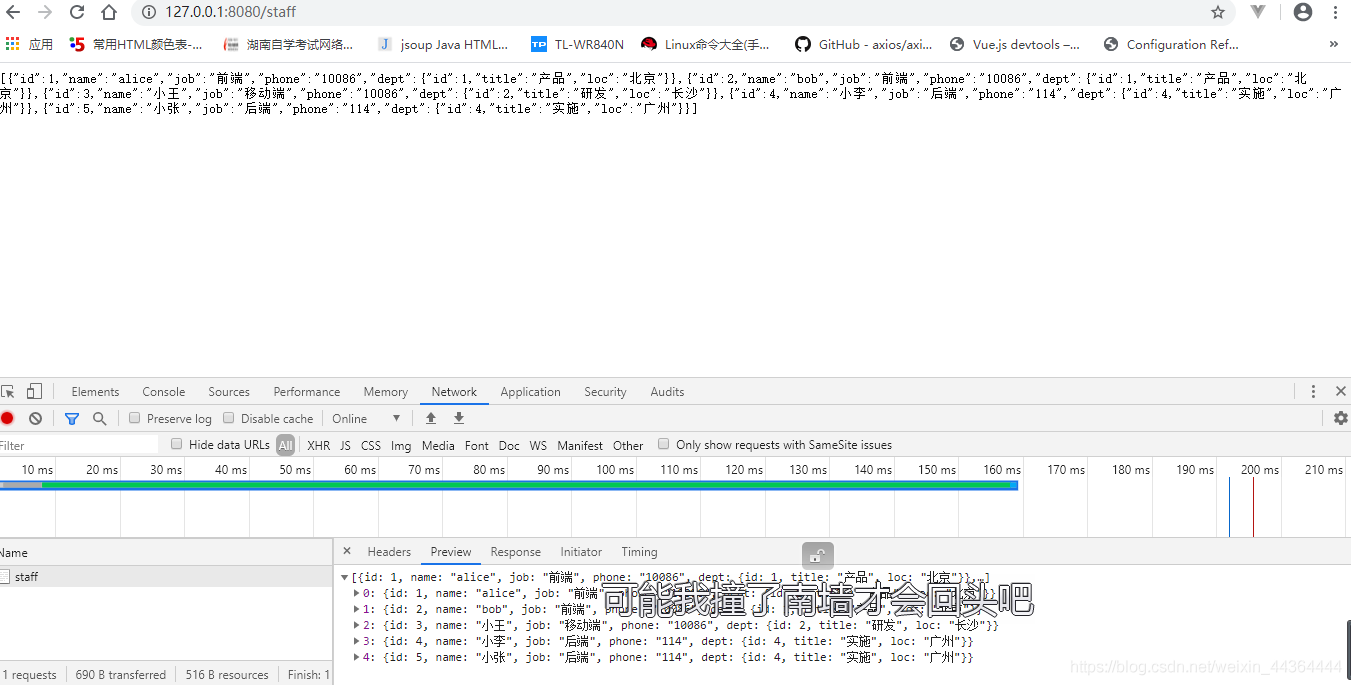 127.0.0.1:8080/staff
应用 常用HTML颜色表-... 湖南自学考试网络... jsoup Java HTML... TL-WR840N Linux命令大全(手... GitHub - axios/axi... Vue.js devtools –... Configuration Ref... »
[{"id":1,"name":"alice","job":"前端","phone":"10086","dept":{"id":1,"title":"产品","loc":"北京"}},{"id":2,"name":"bob","job":"前端","phone":"10086","dept":{"id":1,"title":"产品","loc":"北
京"}},{"id":3,"name":"小王","job":"移动端","phone":"10086","dept":{"id":2,"title":"研发","loc":"长沙"}},{"id":4,"name":"小李","job":"后端","phone":"114","dept":{"id":4,"title":"实施","loc":"广
州"}},{"id":5,"name":"小张","job":"后端","phone":"114","dept":{"id":4,"title":"实施","loc":"广州"}}]
Elements Console Sources Performance Memory Network Application Security Audits
Preserve log Disable cache Online
Filter Hide data URLs All XHR JS CSS Img Media Font Doc WS Manifest Other Only show requests with SameSite issues
10 ms 20 ms 30 ms 40 ms 50 ms 60 ms 70 ms 80 ms 90 ms 100 ms 110 ms 120 ms 130 ms 140 ms 150 ms 160 ms 170 ms 180 ms 190 ms 200 ms 210 ms
Name × Headers Preview Response Initiator Timing
staff
[{id: 1, name: "alice", job: "前端", phone: "10086", dept: {id: 1, title: "产品", loc: "北京"}},…]
0: {id: 1, name: "alice", job: "前端
可能我撞了南墙才会回头吧
1: {id: 2, name: "bob", job: "前端", phone:
2: {id: 3, name: "小王", job: "移动端", phone: "10086", dept: {id: 2, title: "研发", loc: "长沙"}}
3: {id: 4, name: "小李", job: "后端", phone: "114", dept: {id: 4, title: "实施", loc: "广州"}}
4: {id: 5, name: "小张", job: "后端", phone: "114", dept: {id: 4, title: "实施", loc: "广州"}}
1 requests 690 B transferred 516 B resources Finish: 1
https://blog.csdn.net/weixin_44364444